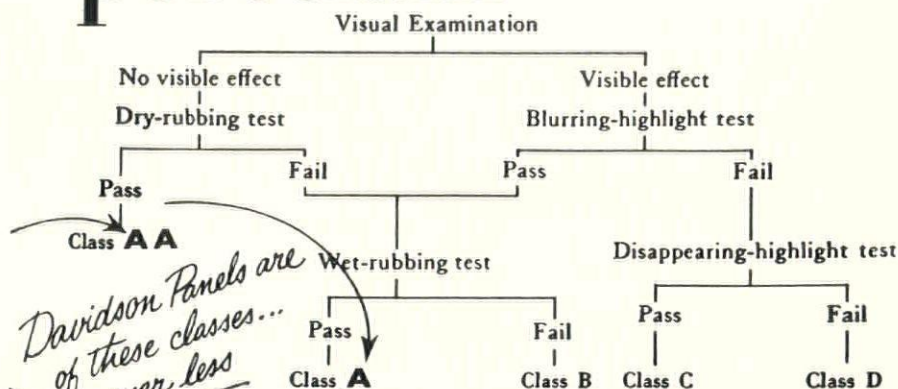 Visual Examination
No visible effect
Visible effect
Dry-rubbing test
Blurring-highlight test
Pass
Fail
Pass
Fail
Class AA
Wet-rubbing test
Disappearing-highlight test
Davidson Panels are
of these classes...
less
Pass
Fail
Pass
Fail
Class A
Class B
Class C
Class D